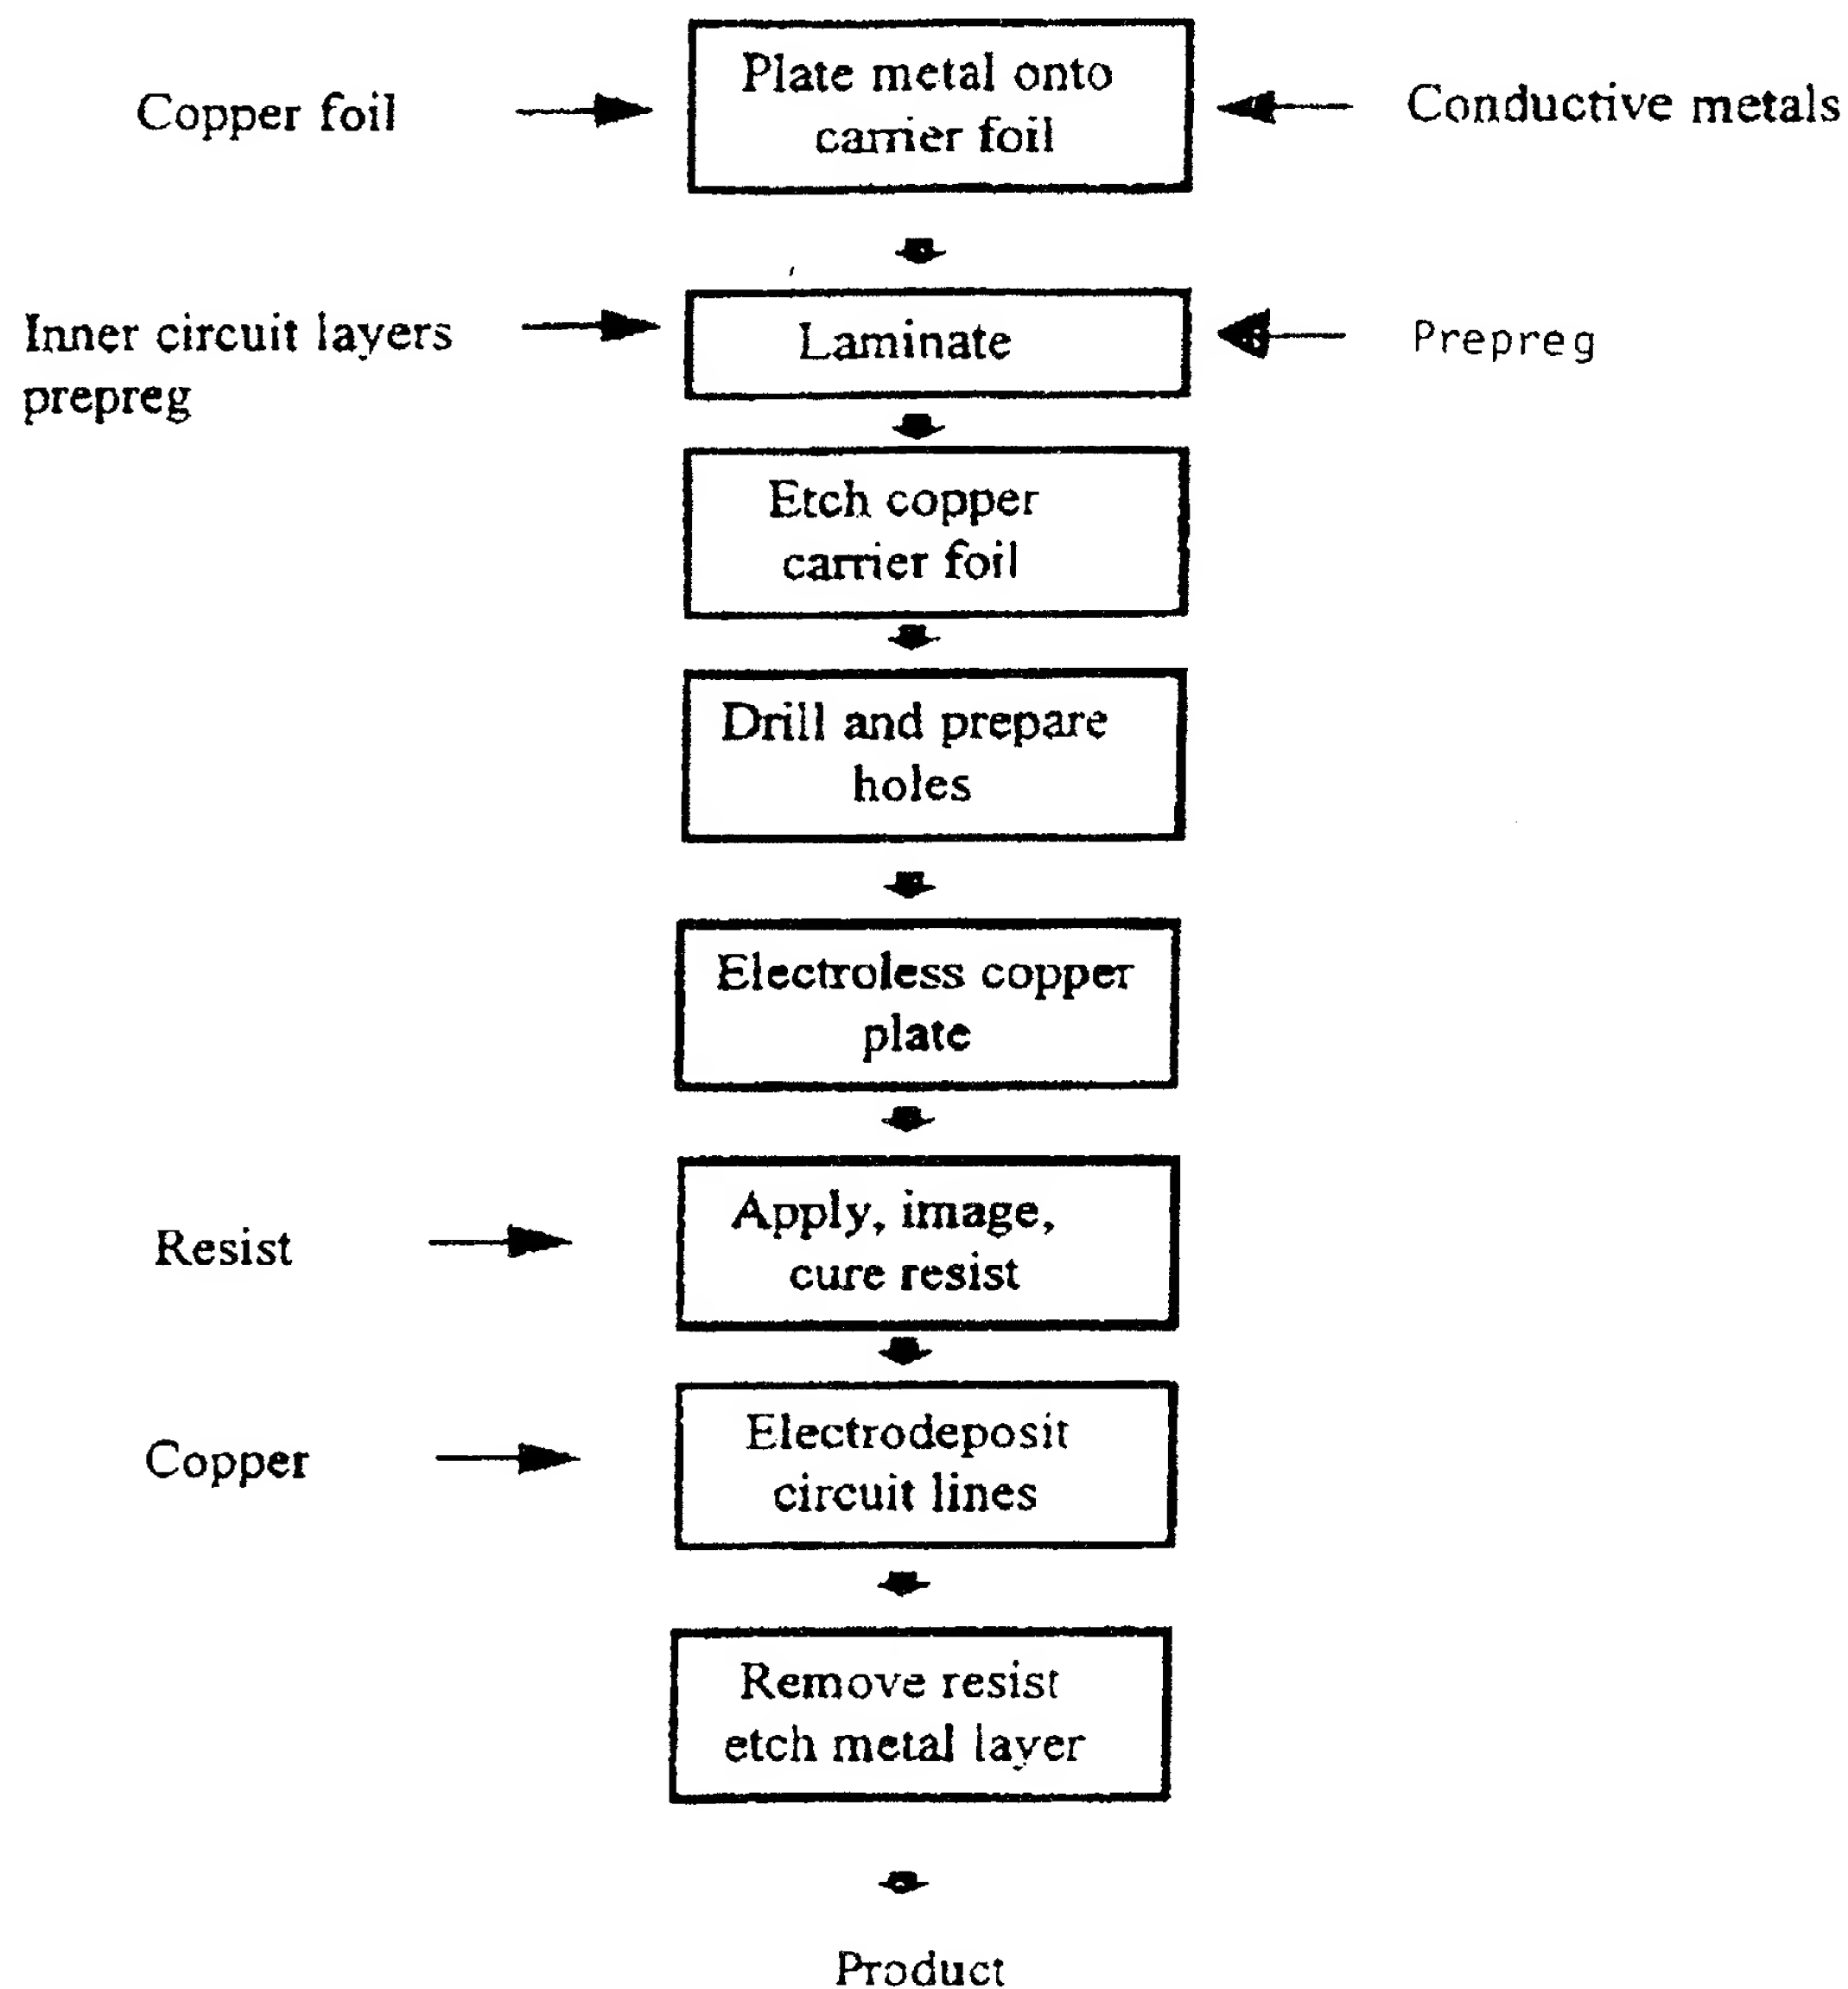 Plate metal onto
carrier foil
Copper foil
Conductive metals
Laminate
Inner circuit layers
prepreg
Prepreg
Etch copper
carrier foil
Drill and prepare
holes
Electroless copper
plate
Apply, image,
cure resist
Resist
Electrodeposit
circuit lines
Copper
Remove resist
etch metal layer
Product